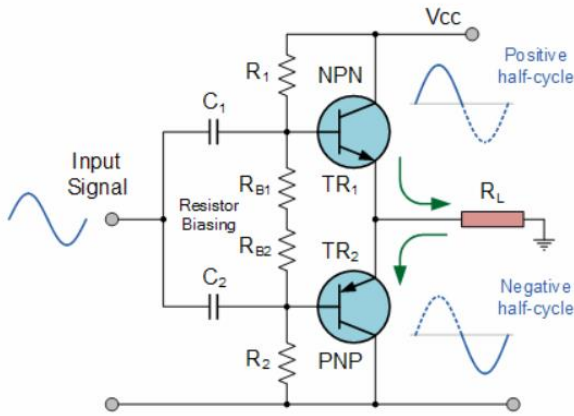 Vcc
Positive
half-cycle
R1
NPN
C1
Input
Signal
RB1
TR1
RL
Resistor
Biasing
RB2
TR2
C2
Negative
half-cycle
R2
PNP